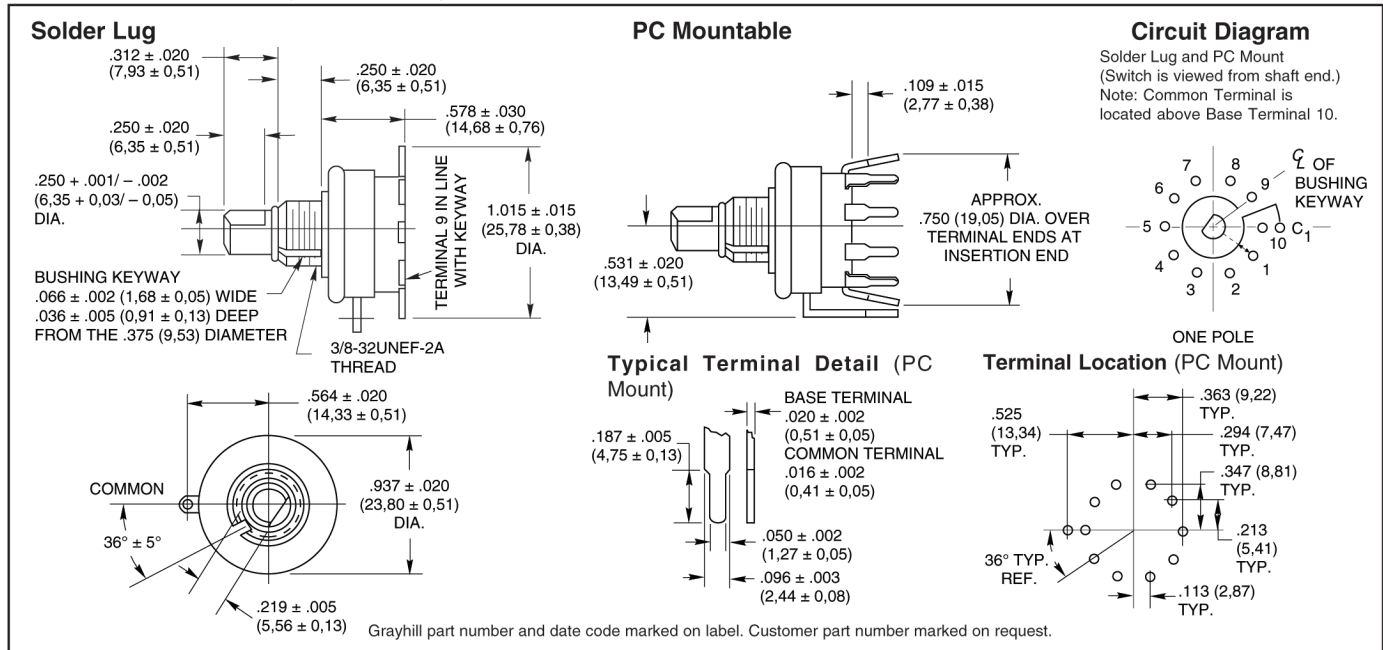 Solder Lug
.312 ± .020
(7,93 ± 0,51)
.250 ± .020
(6,35 ± 0,51)
.578 ± .030
(14,68 ± 0,76)
.250 ± .020
(6,35 ± 0,51)
.250 + .001/ – .002
(6,35 + 0,03/ – 0,05)
DIA.
TERMINAL 9 IN LINE
WITH KEYWAY
1.015 ± .015
(25,78 ± 0,38)
DIA.
BUSHING KEYWAY
.066 ± .002 (1,68 ± 0,05) WIDE
.036 ± .005 (0,91 ± 0,13) DEEP
FROM THE .375 (9,53) DIAMETER
3/8-32UNEF-2A
THREAD
.564 ± .020
(14,33 ± 0,51)
COMMON
.937 ± .020
(23,80 ± 0,51)
DIA.
36° ± 5°
.219 ± .005
(5,56 ± 0,13)
PC Mountable
.109 ± .015
(2,77 ± 0,38)
APPROX.
.750 (19,05) DIA. OVER
TERMINAL ENDS AT
INSERTION END
.531 ± .020
(13,49 ± 0,51)
Typical Terminal Detail (PC
Mount)
BASE TERMINAL
.020 ± .002
(0,51 ± 0,05)
COMMON TERMINAL
.016 ± .002
(0,41 ± 0,05)
.187 ± .005
(4,75 ± 0,13)
.050 ± .002
(1,27 ± 0,05)
.096 ± .003
(2,44 ± 0,08)
Circuit Diagram
Solder Lug and PC Mount
(Switch is viewed from shaft end.)
Note: Common Terminal is
located above Base Terminal 10.
℄ OF
BUSHING
KEYWAY
7
8
6
9
5
10
C1
4
1
3
2
ONE POLE
Terminal Location (PC Mount)
.363 (9,22)
TYP.
.525
(13,34)
TYP.
.294 (7,47)
TYP.
.347 (8,81)
TYP.
.213
(5,41)
TYP.
36° TYP.
REF.
.113 (2,87)
TYP.
Grayhill part number and date code marked on label. Customer part number marked on request.